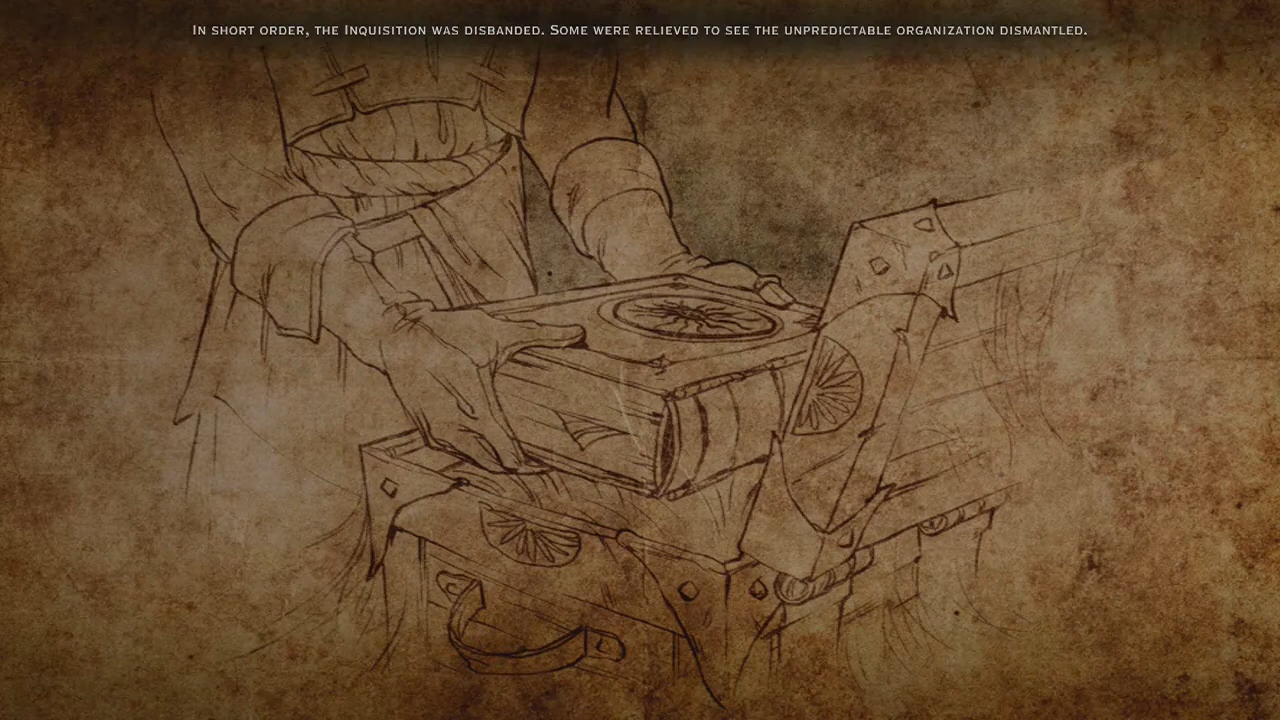 In short order, the Inquisition was disbanded. Some were relieved to see the unpredictable organization dismantled.